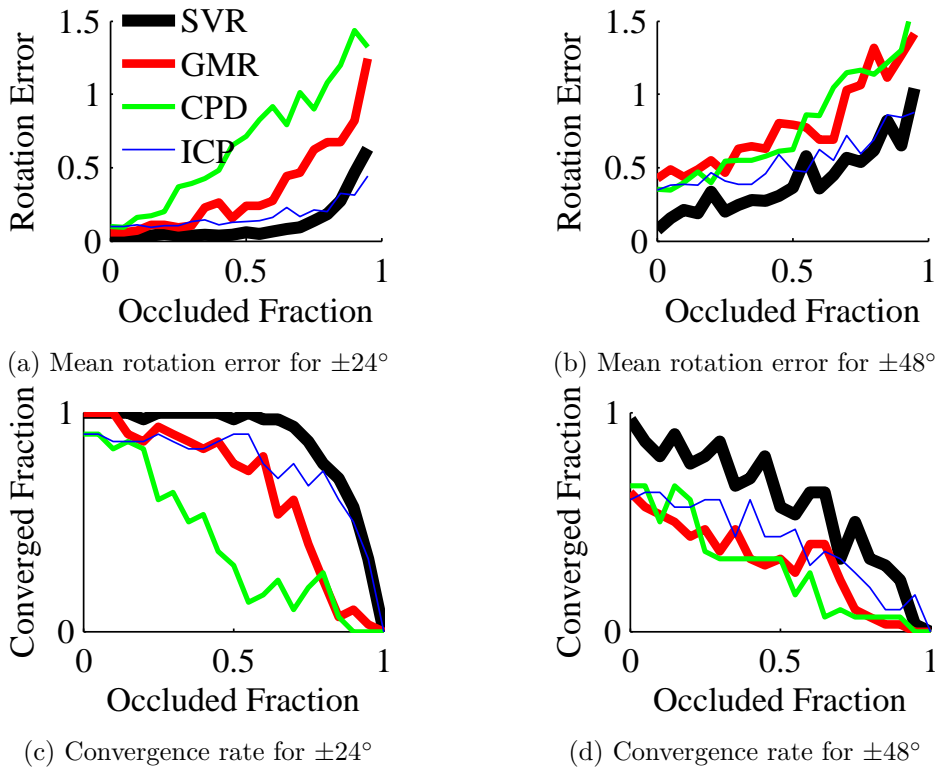 1.5
1
0.5
0
Rotation Error
SVR
GMR
CPD
ICP
0 0.5 1
Occluded Fraction
(a) Mean rotation error for ±24°
1.5
1
0.5
0
Rotation Error
0 0.5 1
Occluded Fraction
(b) Mean rotation error for ±48°
1
0
Converged Fraction
0 0.5 1
Occluded Fraction
(c) Convergence rate for ±24°
1
0
Converged Fraction
0 0.5 1
Occluded Fraction
(d) Convergence rate for ±48°